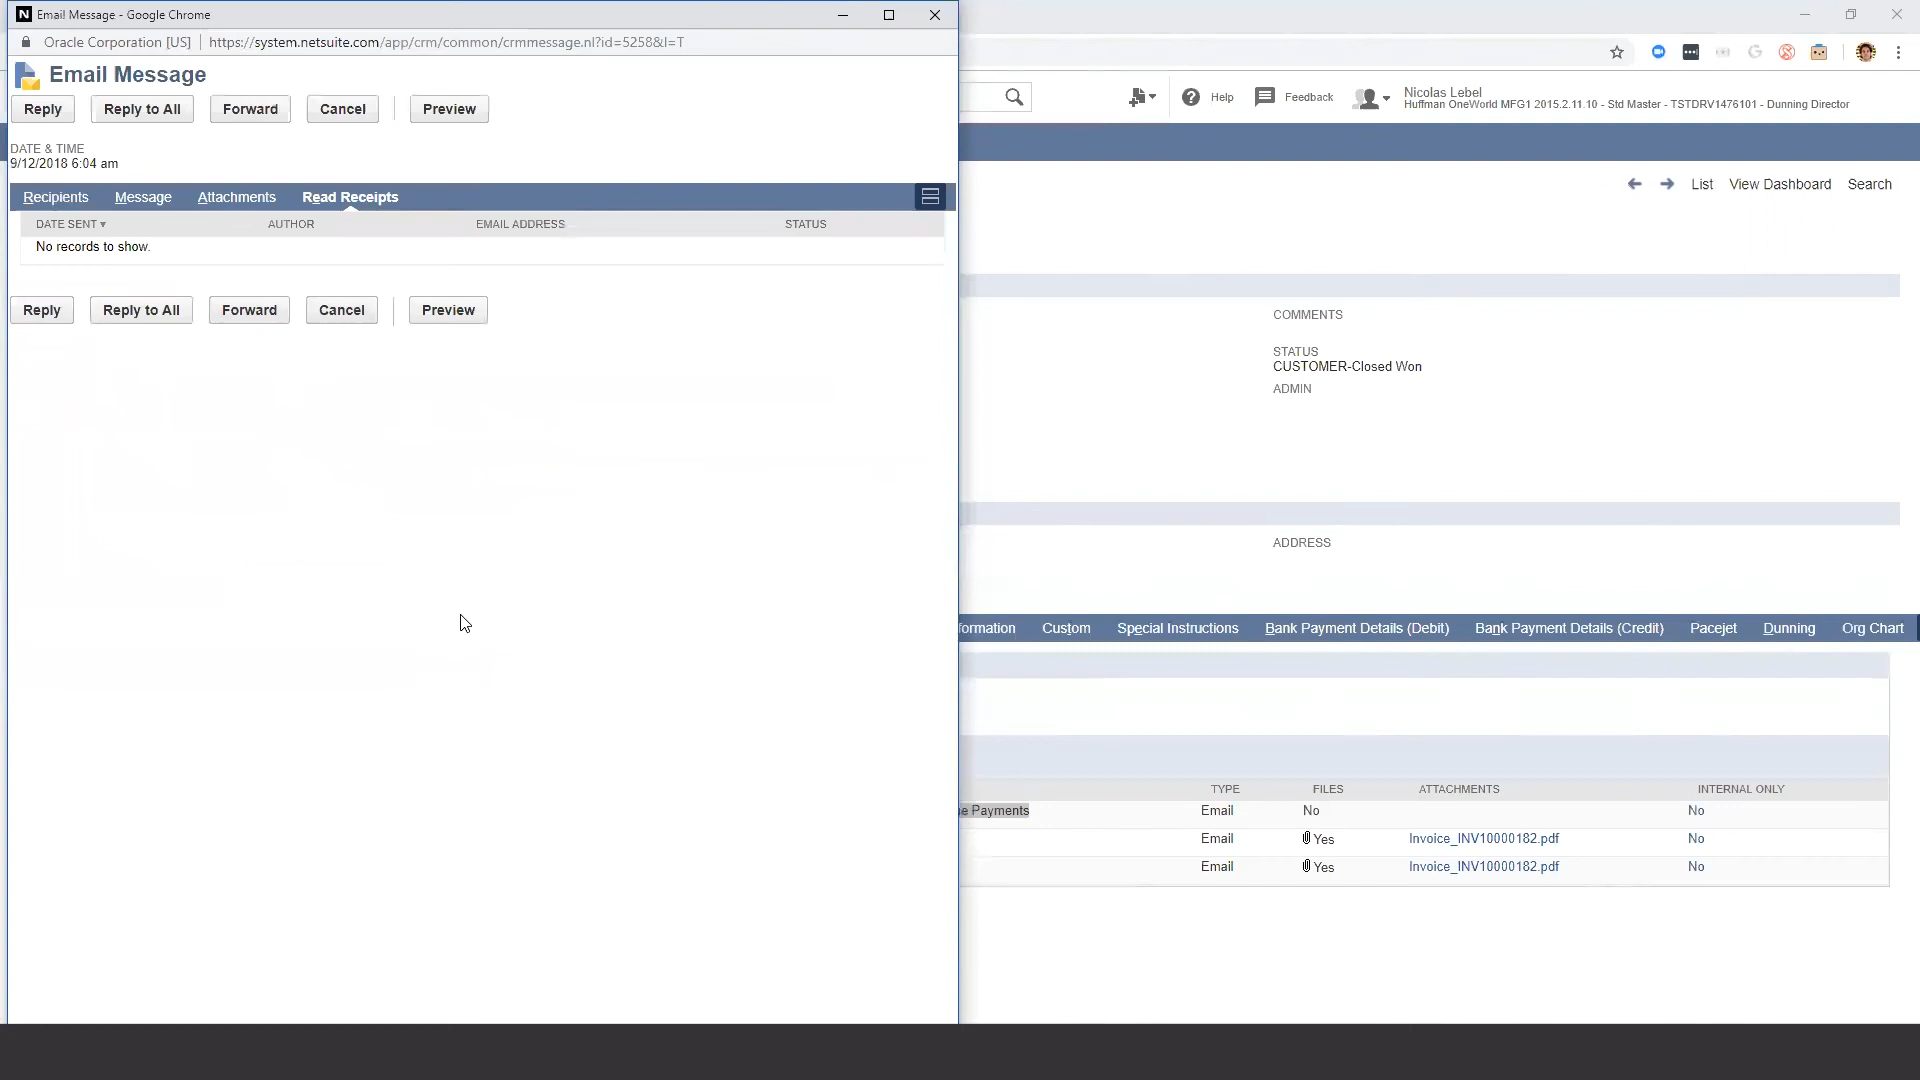 Email Message - Google Chrome
Oracle Corporation [US] https://system.netsuite.com/app/crm/common/crmmessage.nl?id=5258&l=T
Email Message
Reply Reply to All Forward Cancel Preview
DATE & TIME
9/12/2018 6:04 am
Recipients Message Attachments Read Receipts
DATE SENT AUTHOR EMAIL ADDRESS STATUS
No records to show.
Reply Reply to All Forward Cancel Preview
Help Feedback Nicolas Lebel
Huffman OneWorld MFG1 2015.2.11.10 - Std Master - TSTDRV1476101 - Dunning Director
List View Dashboard Search
COMMENTS
STATUS
CUSTOMER-Closed Won
ADMIN
ADDRESS
formation Custom Special Instructions Bank Payment Details (Debit) Bank Payment Details (Credit) Pacejet Dunning Org Chart
TYPE FILES ATTACHMENTS INTERNAL ONLY
e Payments Email No No
Email Yes Invoice_INV10000182.pdf No
Email Yes Invoice_INV10000182.pdf No